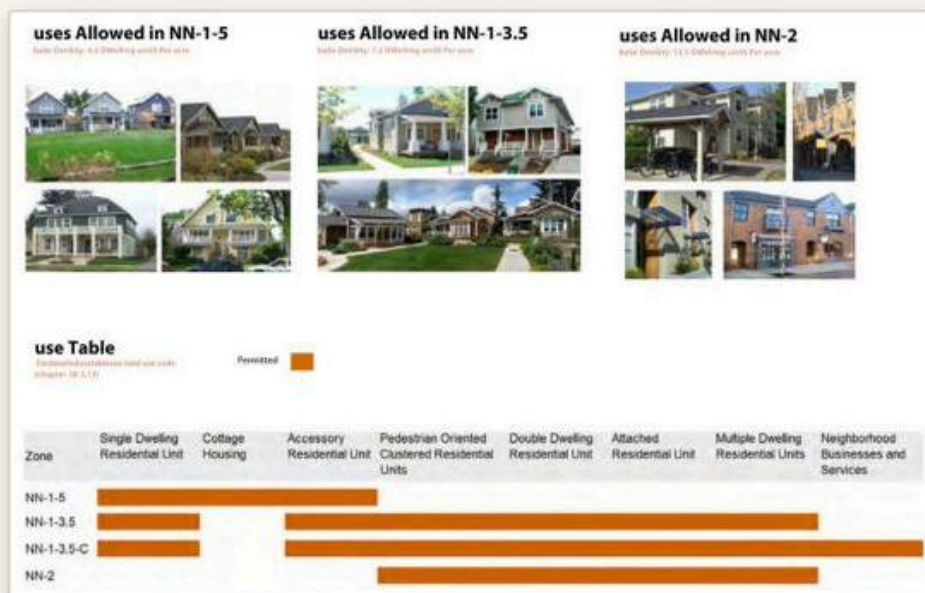 uses Allowed in NN-1-5
uses Allowed in NN-1-3.5
uses Allowed in NN-2
use Table
Permitted
Zone
Single Dwelling
Residential Unit
Cottage
Housing
Accessory
Residential Unit
Pedestrian Oriented
Clustered Residential
Units
Double Dwelling
Residential Unit
Attached
Residential Unit
Multiple Dwelling
Residential Units
Neighborhood
Businesses and
Services
NN-1-5
NN-1-3.5
NN-1-3.5-C
NN-2